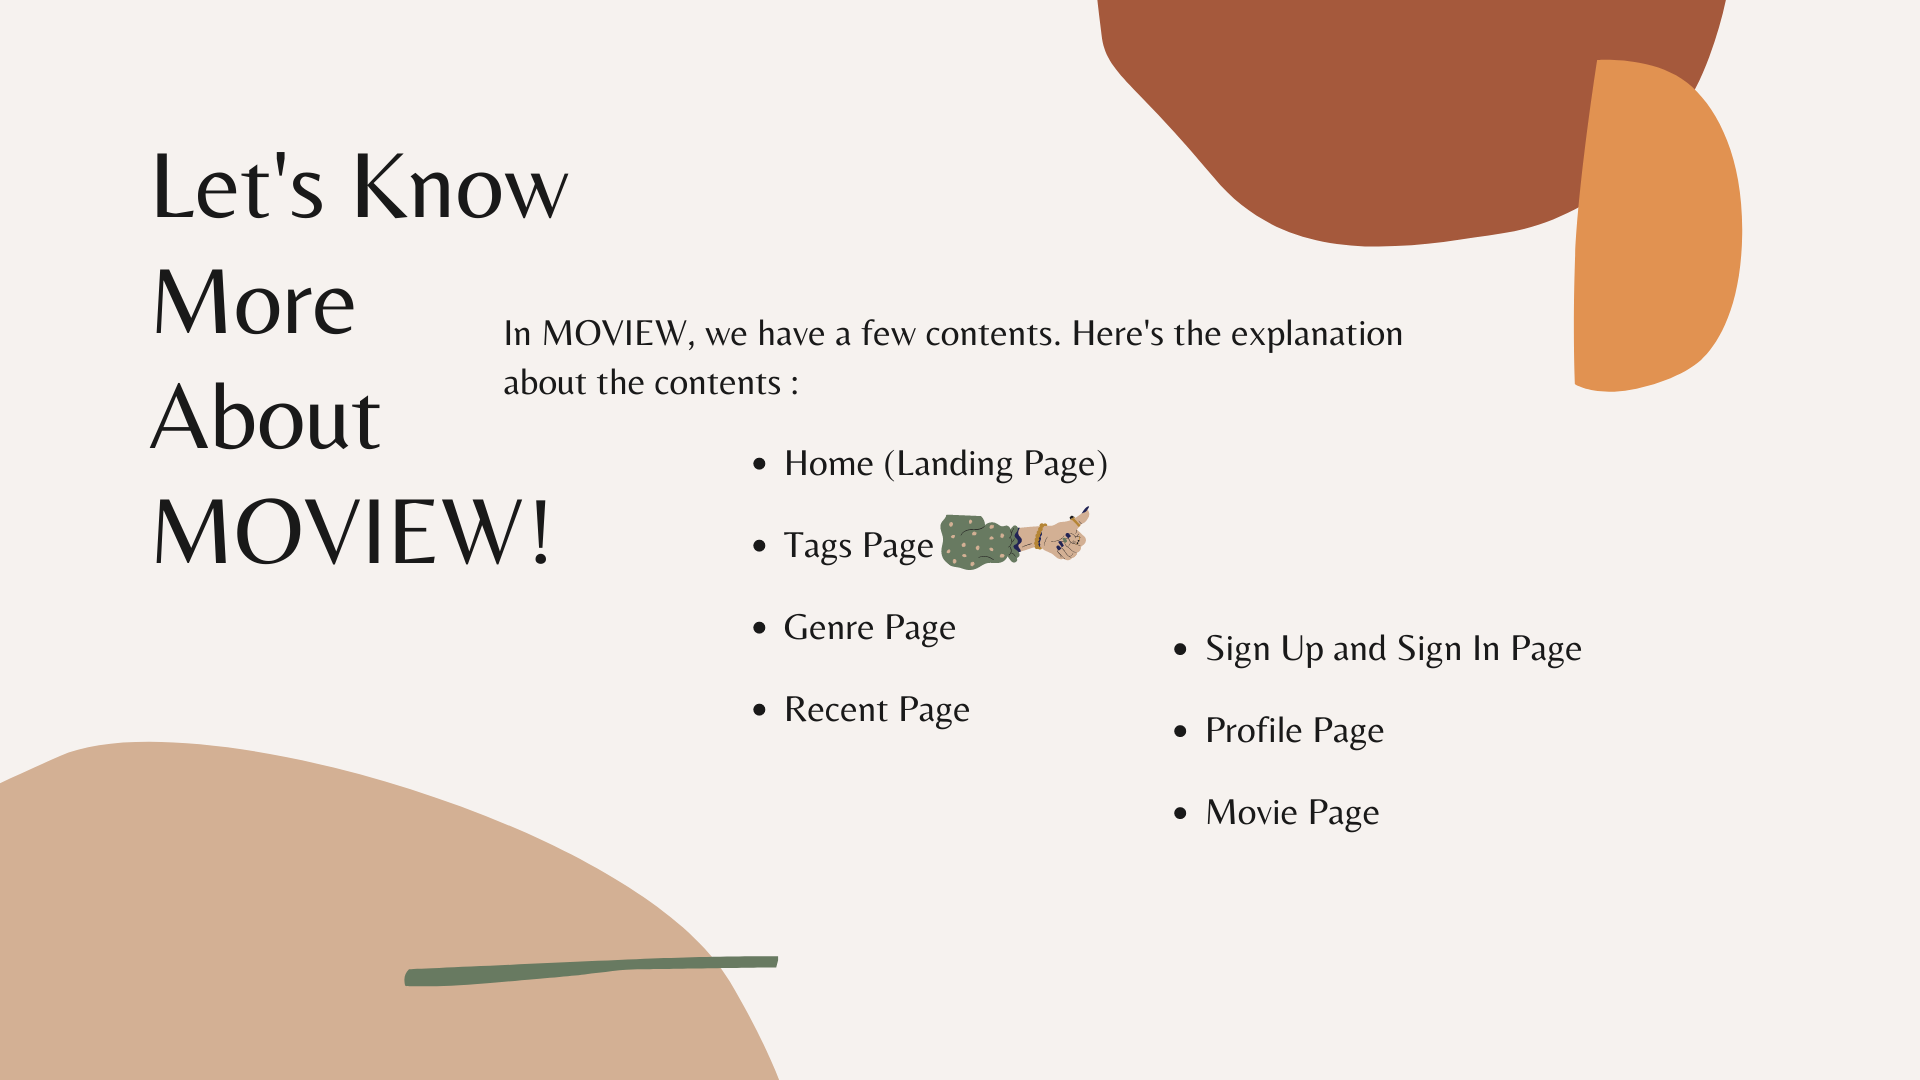 Let's Know
More
About
MOVIEW!
In MOVIEW, we have a few contents. Here's the explanation
about the contents :
• Home (Landing Page)
• Tags Page
• Genre Page
• Recent Page
• Sign Up and Sign In Page
• Profile Page
• Movie Page